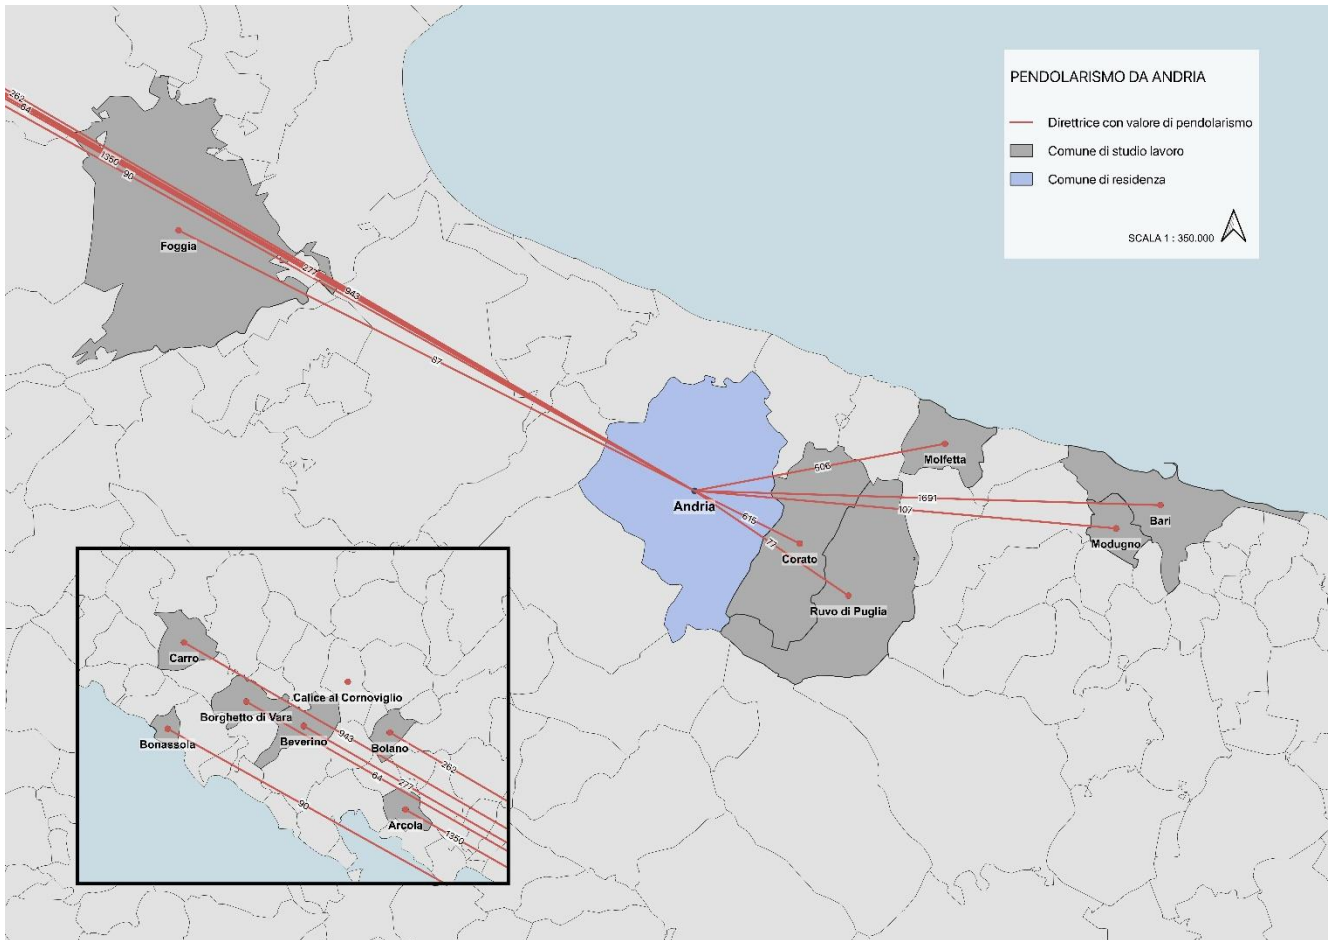 PENDOLARISMO DA ANDRIA
Direttrice con valore di pendolarismo
Comune di studio lavoro
Comune di residenza
SCALA 1 : 350.000
262
64
1350
90
Foggia
277
943
87
Molfetta
506
Andria
1691
107
Bari
Modugno
615
77
Corato
Ruvo di Puglia
Carro
Calice al Cornoviglio
Borghetto di Vara
Bonassola
Beverino
943
Bolano
262
64
277
90
Arcola
1350